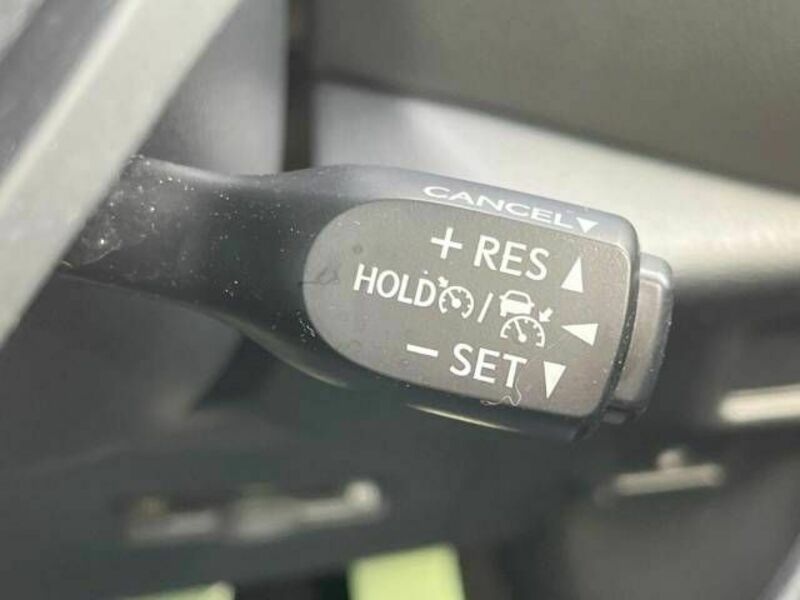 CANCEL▼
+ RES ▲
HOLD / ◀
− SET ▼